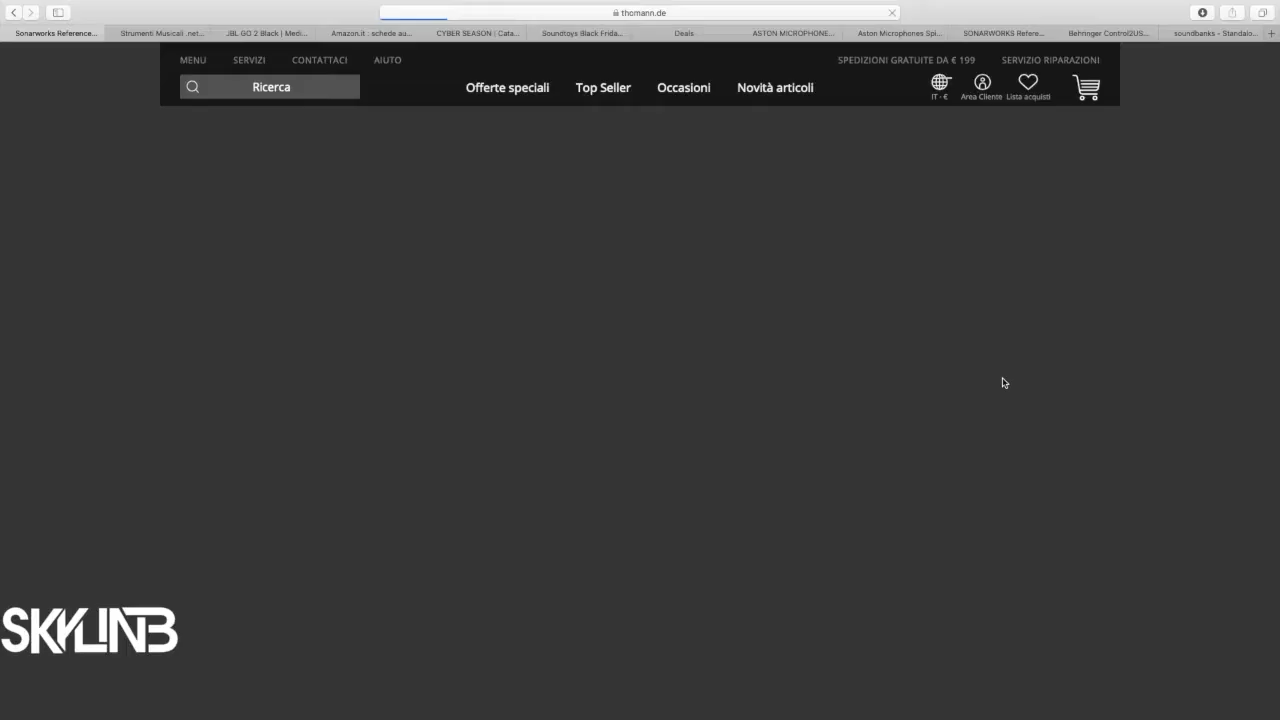 thomann.de
Sonarworks Reference...
Strumenti Musicali .net...
JBL GO 2 Black | Medi...
Amazon.it : schede au...
CYBER SEASON | Cata...
Soundtoys Black Frida...
Deals
ASTON MICROPHONE...
Aston Microphones Spi...
SONARWORKS Refere...
Behringer Control2US...
soundbanks – Standalo...
MENU SERVIZI CONTATTACI AIUTO
SPEDIZIONI GRATUITE DA € 199 SERVIZIO RIPARAZIONI
Ricerca
Offerte speciali Top Seller Occasioni Novità articoli
IT - € Area Cliente Lista acquisti
SKYLINB